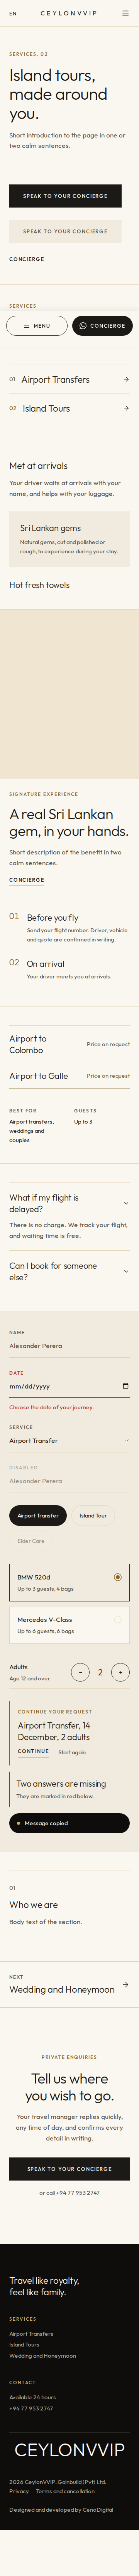 EN
CEYLONVVIP
SERVICES, 02
Island tours,
made around
you.
Short introduction to the page in one or
two calm sentences.
SPEAK TO YOUR CONCIERGE
SPEAK TO YOUR CONCIERGE
CONCIERGE
SERVICES
MENU
CONCIERGE
01 Airport Transfers
02 Island Tours
Met at arrivals
Your driver waits at arrivals with your
name, and helps with your luggage.
Sri Lankan gems
Natural gems, cut and polished or
rough, to experience during your stay.
Hot fresh towels
SIGNATURE EXPERIENCE
A real Sri Lankan
gem, in your hands.
Short description of the benefit in two
calm sentences.
CONCIERGE
01 Before you fly
Send your flight number. Driver, vehicle
and quote are confirmed in writing.
02 On arrival
Your driver meets you at arrivals.
Airport to
Colombo
Price on request
Airport to Galle
Price on request
BEST FOR
GUESTS
Airport transfers,
weddings and
couples
Up to 3
What if my flight is
delayed?
There is no charge. We track your flight,
and waiting time is free.
Can I book for someone
else?
NAME
Alexander Perera
DATE
mm/dd/yyyy
Choose the date of your journey.
SERVICE
Airport Transfer
DISABLED
Alexander Perera
Airport Transfer
Island Tour
Elder Care
BMW 520d
Up to 3 guests, 4 bags
Mercedes V-Class
Up to 6 guests, 6 bags
Adults
Age 12 and over
− 2 +
CONTINUE YOUR REQUEST
Airport Transfer, 14
December, 2 adults
CONTINUE
Start again
Two answers are missing
They are marked in red below.
Message copied
01
Who we are
Body text of the section.
NEXT
Wedding and Honeymoon
PRIVATE ENQUIRIES
Tell us where
you wish to go.
Your travel manager replies quickly,
any time of day, and confirms every
detail in writing.
SPEAK TO YOUR CONCIERGE
or call +94 77 953 2747
Travel like royalty,
feel like family.
SERVICES
Airport Transfers
Island Tours
Wedding and Honeymoon
CONTACT
Available 24 hours
+94 77 953 2747
CEYLONVVIP
2026 CeylonVVIP. Gainbuild (Pvt) Ltd.
Privacy
Terms and cancellation
Designed and developed by CenoDigital